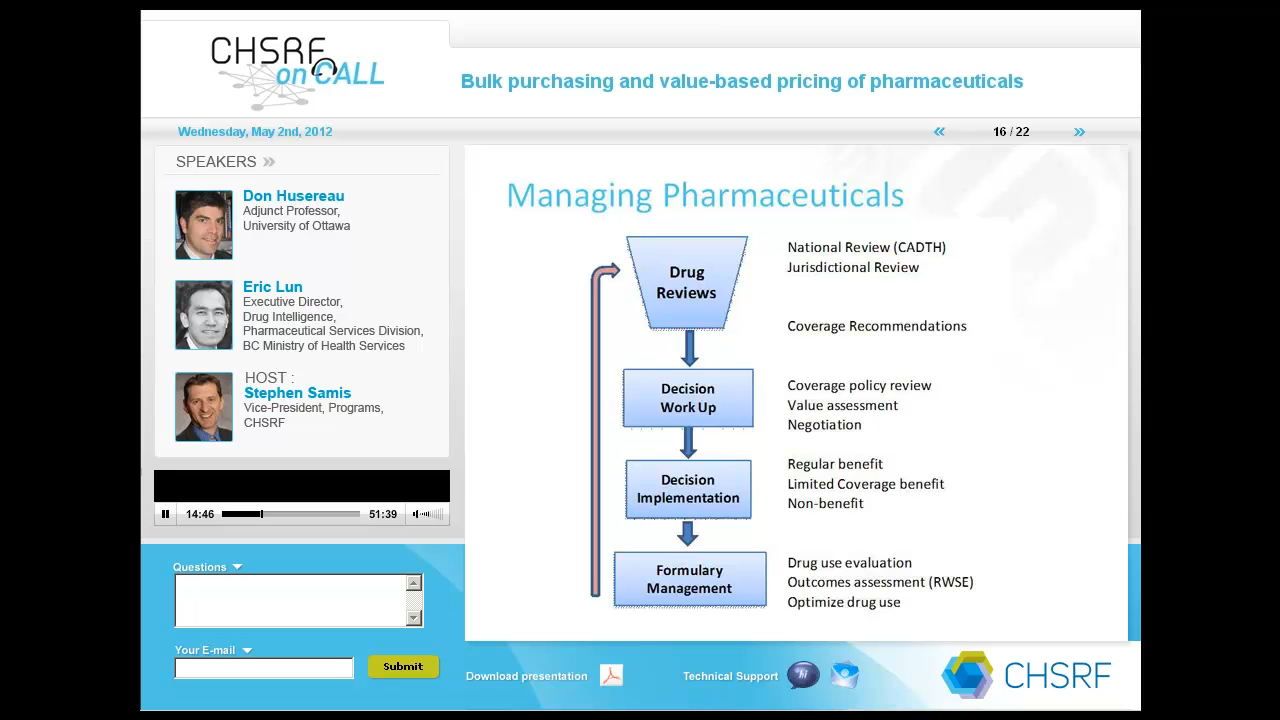 CHSRF
on CALL
Bulk purchasing and value-based pricing of pharmaceuticals
Wednesday, May 2nd, 2012
« 16 / 22 »
SPEAKERS »
Don Husereau
Adjunct Professor,
University of Ottawa
Eric Lun
Executive Director,
Drug Intelligence,
Pharmaceutical Services Division,
BC Ministry of Health Services
HOST :
Stephen Samis
Vice-President, Programs,
CHSRF
14:46
51:39
Questions
Your E-mail
Submit
Managing Pharmaceuticals
Drug
Reviews
National Review (CADTH)
Jurisdictional Review
Coverage Recommendations
Decision
Work Up
Coverage policy review
Value assessment
Negotiation
Decision
Implementation
Regular benefit
Limited Coverage benefit
Non-benefit
Formulary
Management
Drug use evaluation
Outcomes assessment (RWSE)
Optimize drug use
Download presentation
Technical Support
hi
CHSRF